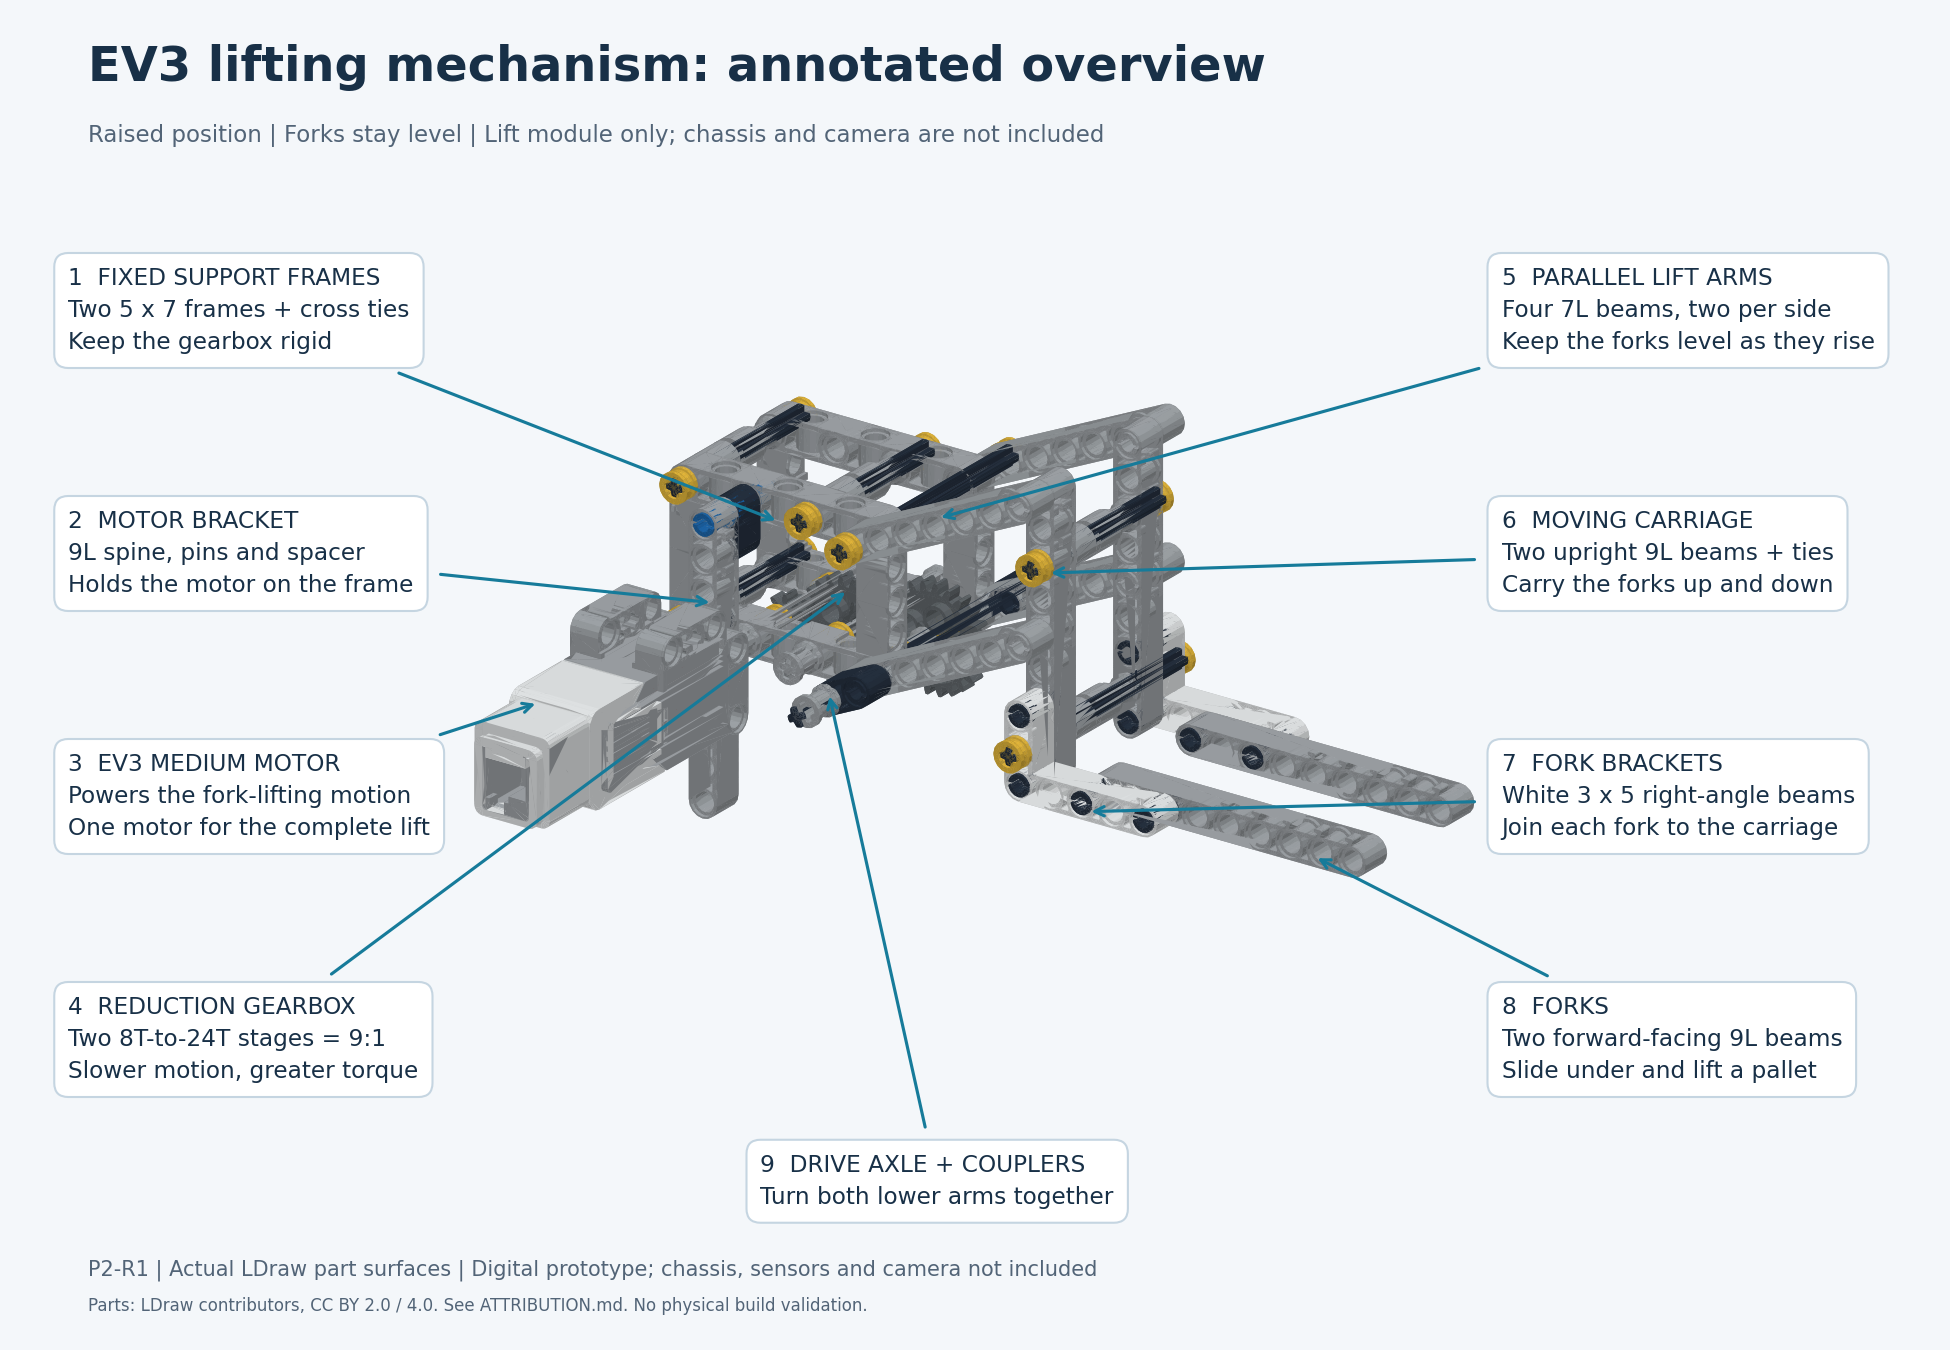 EV3 lifting mechanism: annotated overview
Raised position | Forks stay level | Lift module only; chassis and camera are not included
1 FIXED SUPPORT FRAMES
Two 5 x 7 frames + cross ties
Keep the gearbox rigid
2 MOTOR BRACKET
9L spine, pins and spacer
Holds the motor on the frame
3 EV3 MEDIUM MOTOR
Powers the fork-lifting motion
One motor for the complete lift
4 REDUCTION GEARBOX
Two 8T-to-24T stages = 9:1
Slower motion, greater torque
5 PARALLEL LIFT ARMS
Four 7L beams, two per side
Keep the forks level as they rise
6 MOVING CARRIAGE
Two upright 9L beams + ties
Carry the forks up and down
7 FORK BRACKETS
White 3 x 5 right-angle beams
Join each fork to the carriage
8 FORKS
Two forward-facing 9L beams
Slide under and lift a pallet
9 DRIVE AXLE + COUPLERS
Turn both lower arms together
P2-R1 | Actual LDraw part surfaces | Digital prototype; chassis, sensors and camera not included
Parts: LDraw contributors, CC BY 2.0 / 4.0. See ATTRIBUTION.md. No physical build validation.